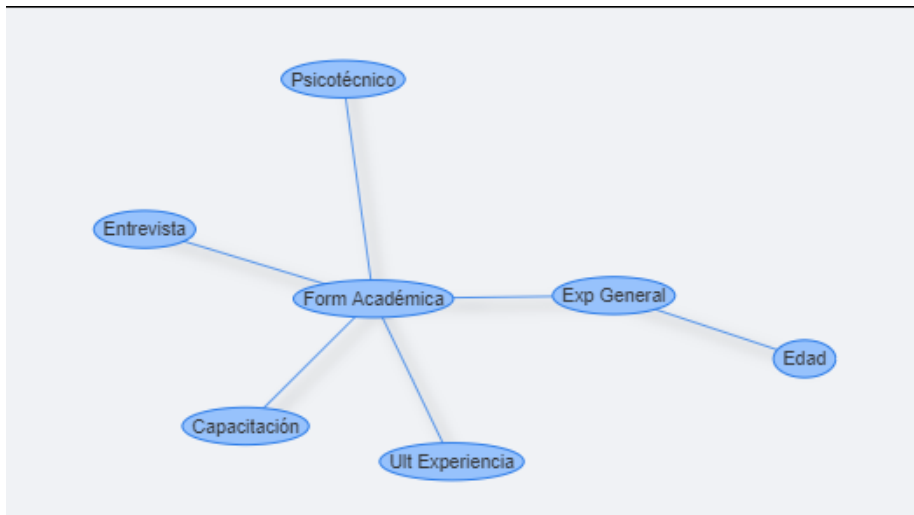 Psicotécnico
Entrevista
Form Académica
Exp General
Edad
Capacitación
Ult Experiencia